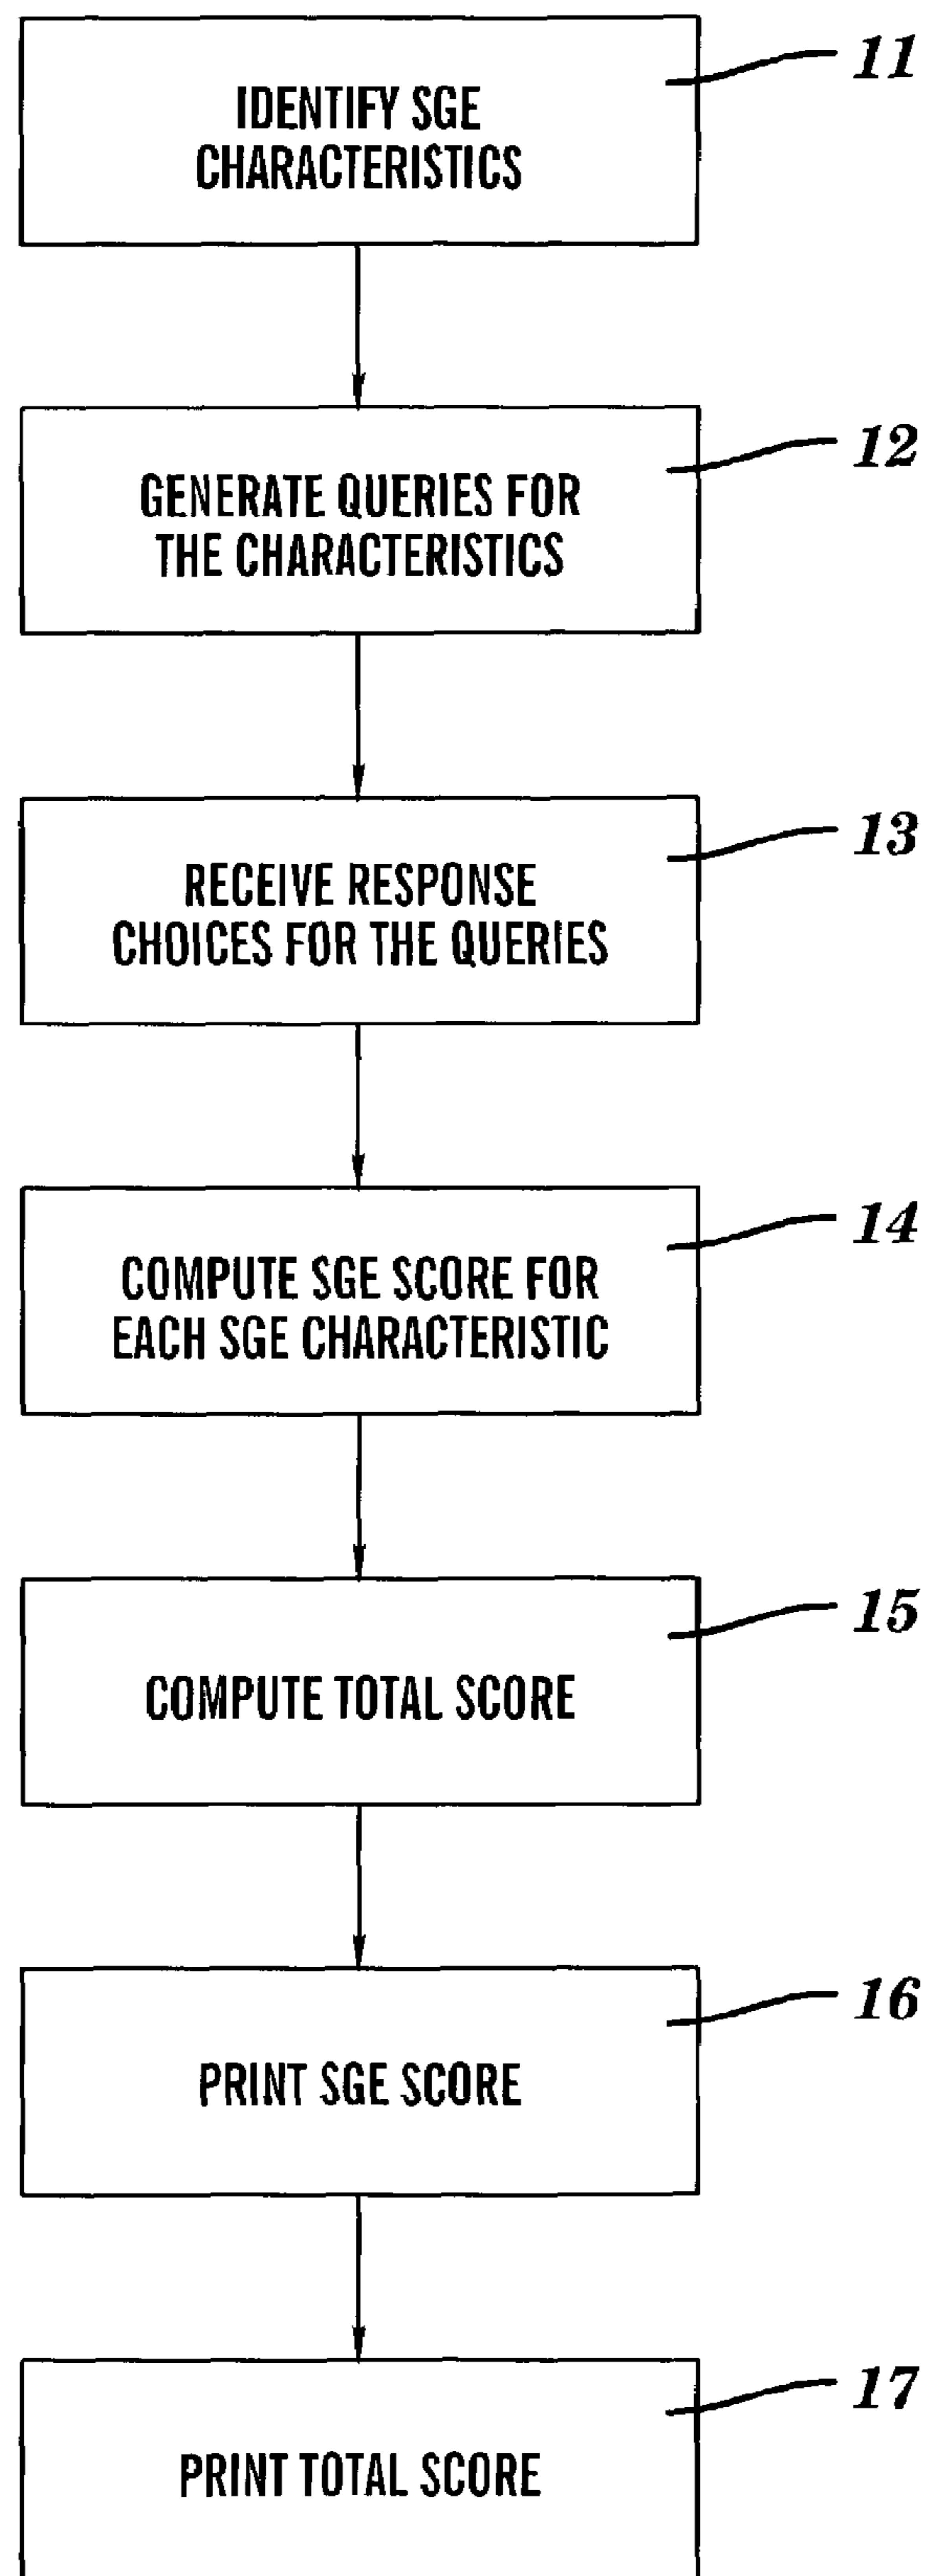 11
IDENTIFY SGE
CHARACTERISTICS
12
GENERATE QUERIES FOR
THE CHARACTERISTICS
13
RECEIVE RESPONSE
CHOICES FOR THE QUERIES
14
COMPUTE SGE SCORE FOR
EACH SGE CHARACTERISTIC
15
COMPUTE TOTAL SCORE
16
PRINT SGE SCORE
17
PRINT TOTAL SCORE